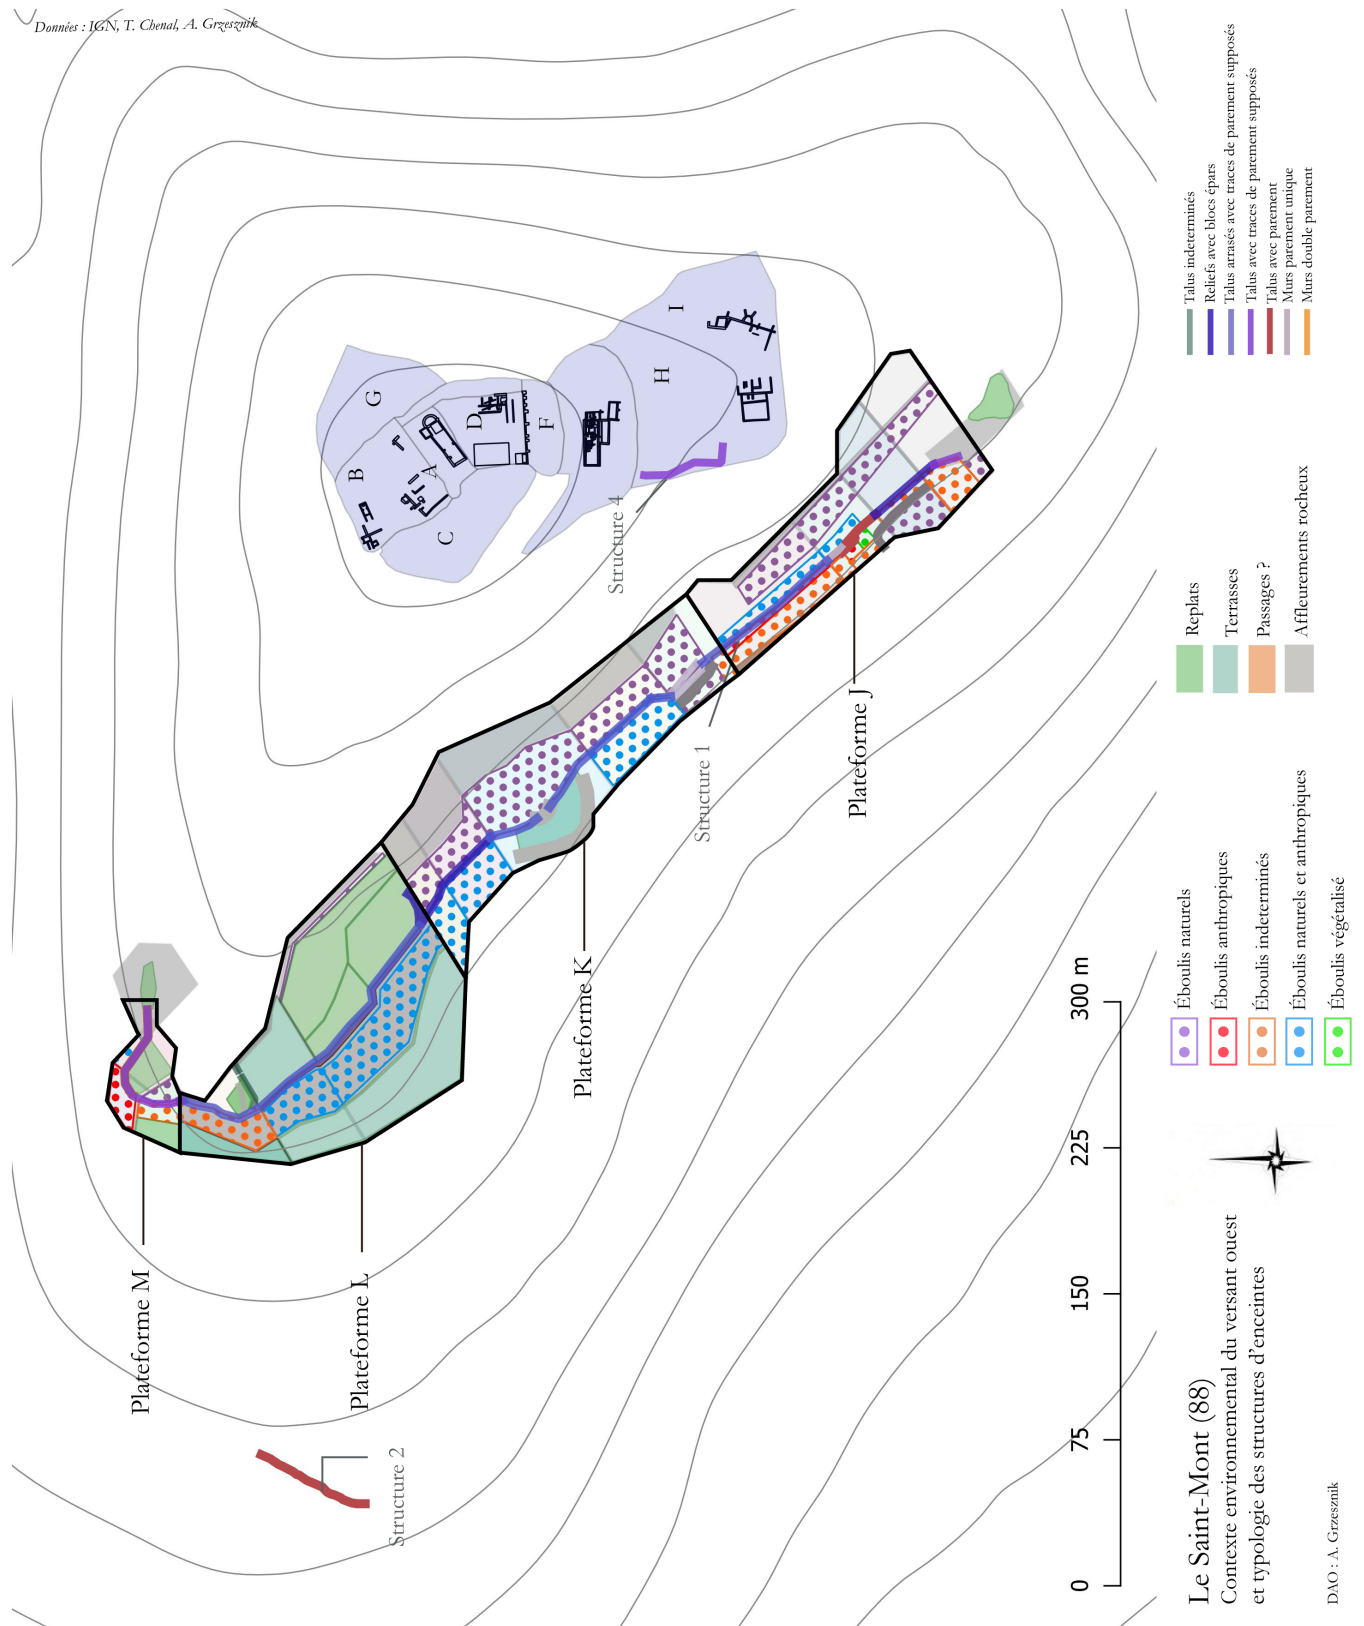 Données : IGN, T. Chenal, A. Grzesznik
G
B
D
A
F
C
I
H
Structure 4
Structure 1
Plateforme J
Plateforme K
Plateforme M
Plateforme L
Structure 2
0
75
150
225
300 m
Le Saint-Mont (88)
Contexte environnemental du versant ouest
et typologie des structures d'enceintes
DAO : A. Grzesznik
Éboulis naturels
Éboulis anthropiques
Éboulis indeterminés
Éboulis naturels et anthropiques
Éboulis végétalisé
Replats
Terrasses
Passages ?
Affleurements rocheux
Talus indeterminés
Reliefs avec blocs épars
Talus arrasés avec traces de parement supposés
Talus avec traces de parement supposés
Talus avec parement
Murs parement unique
Murs double parement